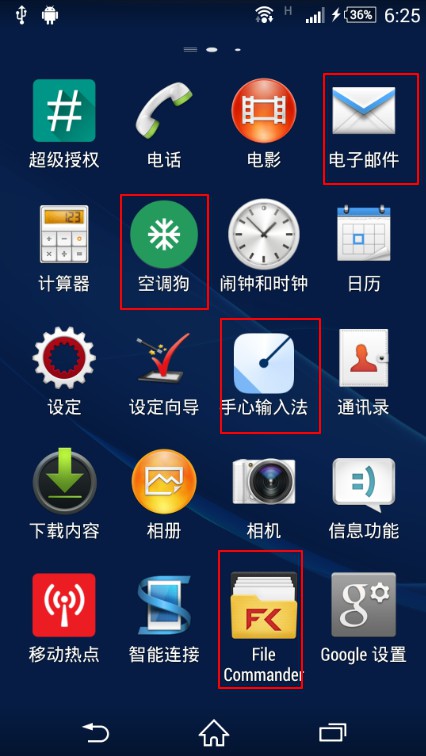 H 36% 6:25
超级授权 电话 电影 电子邮件
123
计算器 空调狗 闹钟和时钟 日历
设定 设定向导 手心输入法 通讯录
下载内容 相册 相机 信息功能
移动热点 智能连接 File Commander Google 设置